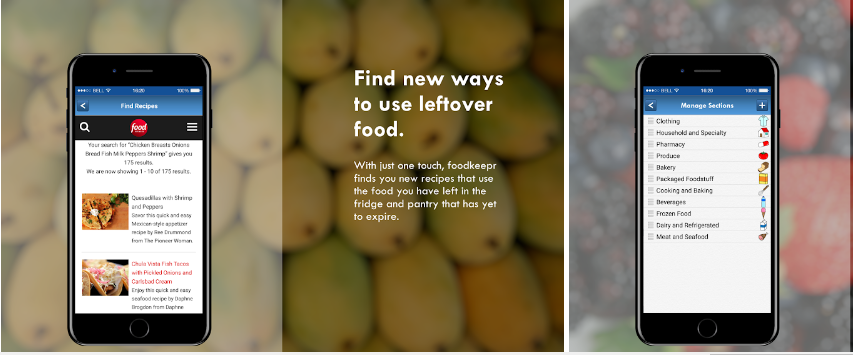 BELL 16:20 100%
Find Recipes
food
Your search for "Chicken Breasts Onions
Bread Fish Milk Peppers Shrimp" gives you
175 results.
We are now showing 1 - 10 of 175 results.
Quesadillas with Shrimp
and Peppers
Savor this quick and easy
Mexican-style appetizer
recipe by Ree Drummond
from The Pioneer Woman.
Chula Vista Fish Tacos
with Pickled Onions and
Carlsbad Cream
Enjoy this quick and easy
seafood recipe by Daphne
Brogdon from Daphne
Find new ways
to use leftover
food.
With just one touch, foodkeepr
finds you new recipes that use
the food you have left in the
fridge and pantry that has yet
to expire.
BELL 16:20 100%
Manage Sections
Clothing
Household and Specialty
Pharmacy
Produce
Bakery
Packaged Foodstuff
Cooking and Baking
Beverages
Frozen Food
Dairy and Refrigerated
Meat and Seafood